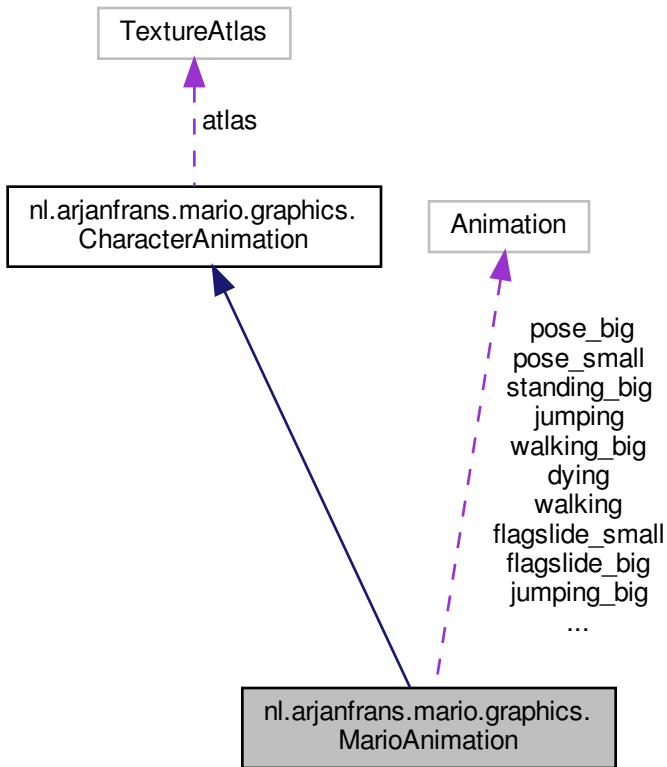 TextureAtlas
atlas
nl.arjanfrans.mario.graphics.
CharacterAnimation
Animation
pose_big
pose_small
standing_big
jumping
walking_big
dying
walking
flagslide_small
flagslide_big
jumping_big
...
nl.arjanfrans.mario.graphics.
MarioAnimation